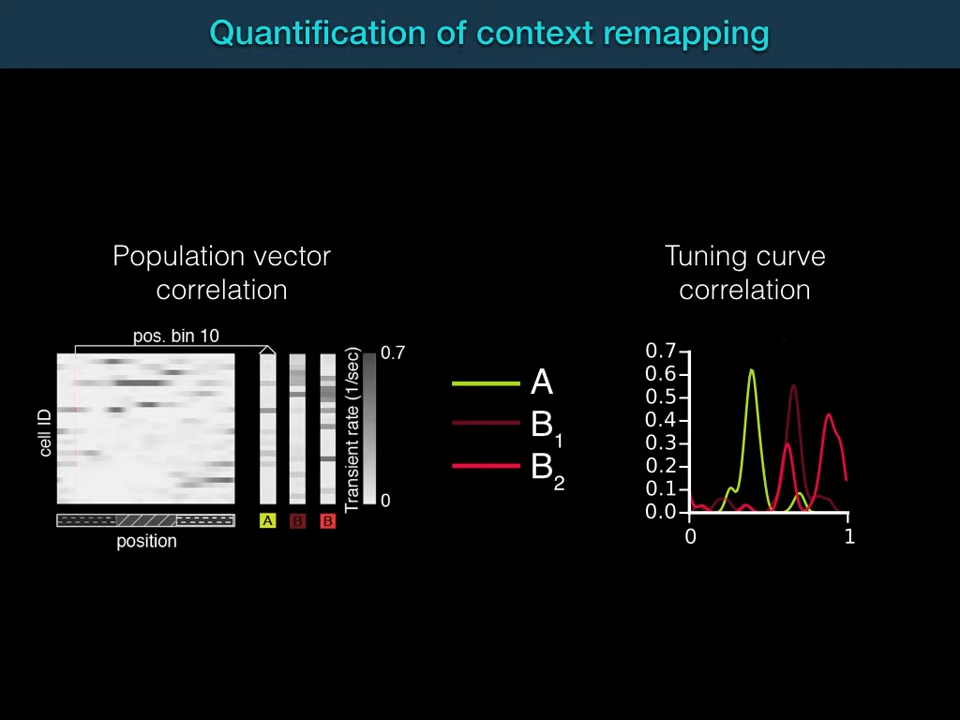 Quantification of context remapping
Population vector
correlation
pos. bin 10
cell ID
position
A
B
B
Transient rate (1/sec)
0.7
0
A
B1
B2
Tuning curve
correlation
0.7
0.6
0.5
0.4
0.3
0.2
0.1
0.0
0
1